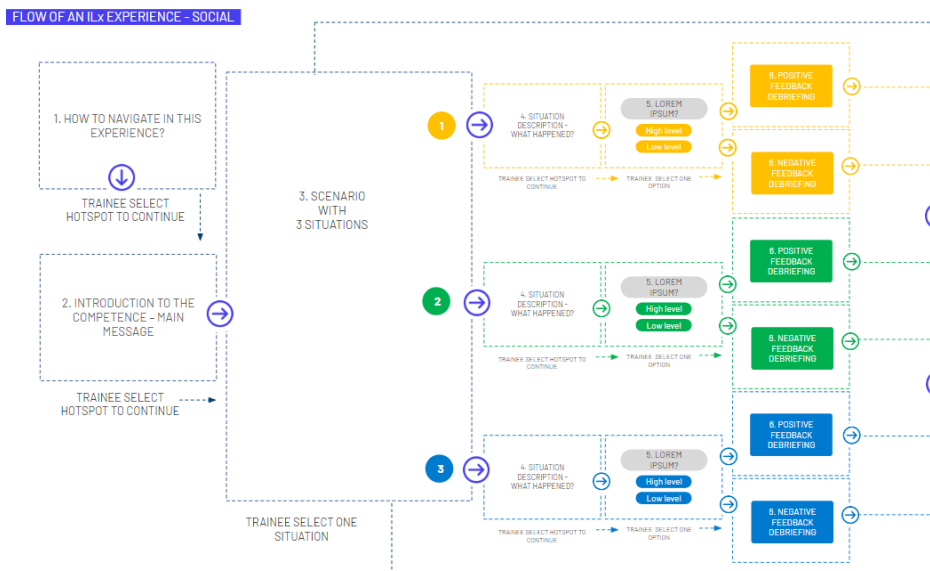 FLOW OF AN ILx EXPERIENCE - SOCIAL
1. HOW TO NAVIGATE IN THIS
EXPERIENCE?
TRAINEE SELECT
HOTSPOT TO CONTINUE
2. INTRODUCTION TO THE
COMPETENCE – MAIN
MESSAGE
TRAINEE SELECT
HOTSPOT TO CONTINUE
3. SCENARIO
WITH
3 SITUATIONS
TRAINEE SELECT ONE
SITUATION
1
4. SITUATION
DESCRIPTION –
WHAT HAPPENED?
TRAINEE SELECT HOTSPOT TO
CONTINUE
5. LOREM
IPSUM?
High level
Low level
TRAINEE SELECT ONE
OPTION
6. POSITIVE
FEEDBACK
DEBRIEFING
6. NEGATIVE
FEEDBACK
DEBRIEFING
2
4. SITUATION
DESCRIPTION –
WHAT HAPPENED?
TRAINEE SELECT HOTSPOT TO
CONTINUE
5. LOREM
IPSUM?
High level
Low level
TRAINEE SELECT ONE
OPTION
6. POSITIVE
FEEDBACK
DEBRIEFING
6. NEGATIVE
FEEDBACK
DEBRIEFING
3
4. SITUATION
DESCRIPTION –
WHAT HAPPENED?
TRAINEE SELECT HOTSPOT TO
CONTINUE
5. LOREM
IPSUM?
High level
Low level
TRAINEE SELECT ONE
OPTION
6. POSITIVE
FEEDBACK
DEBRIEFING
6. NEGATIVE
FEEDBACK
DEBRIEFING